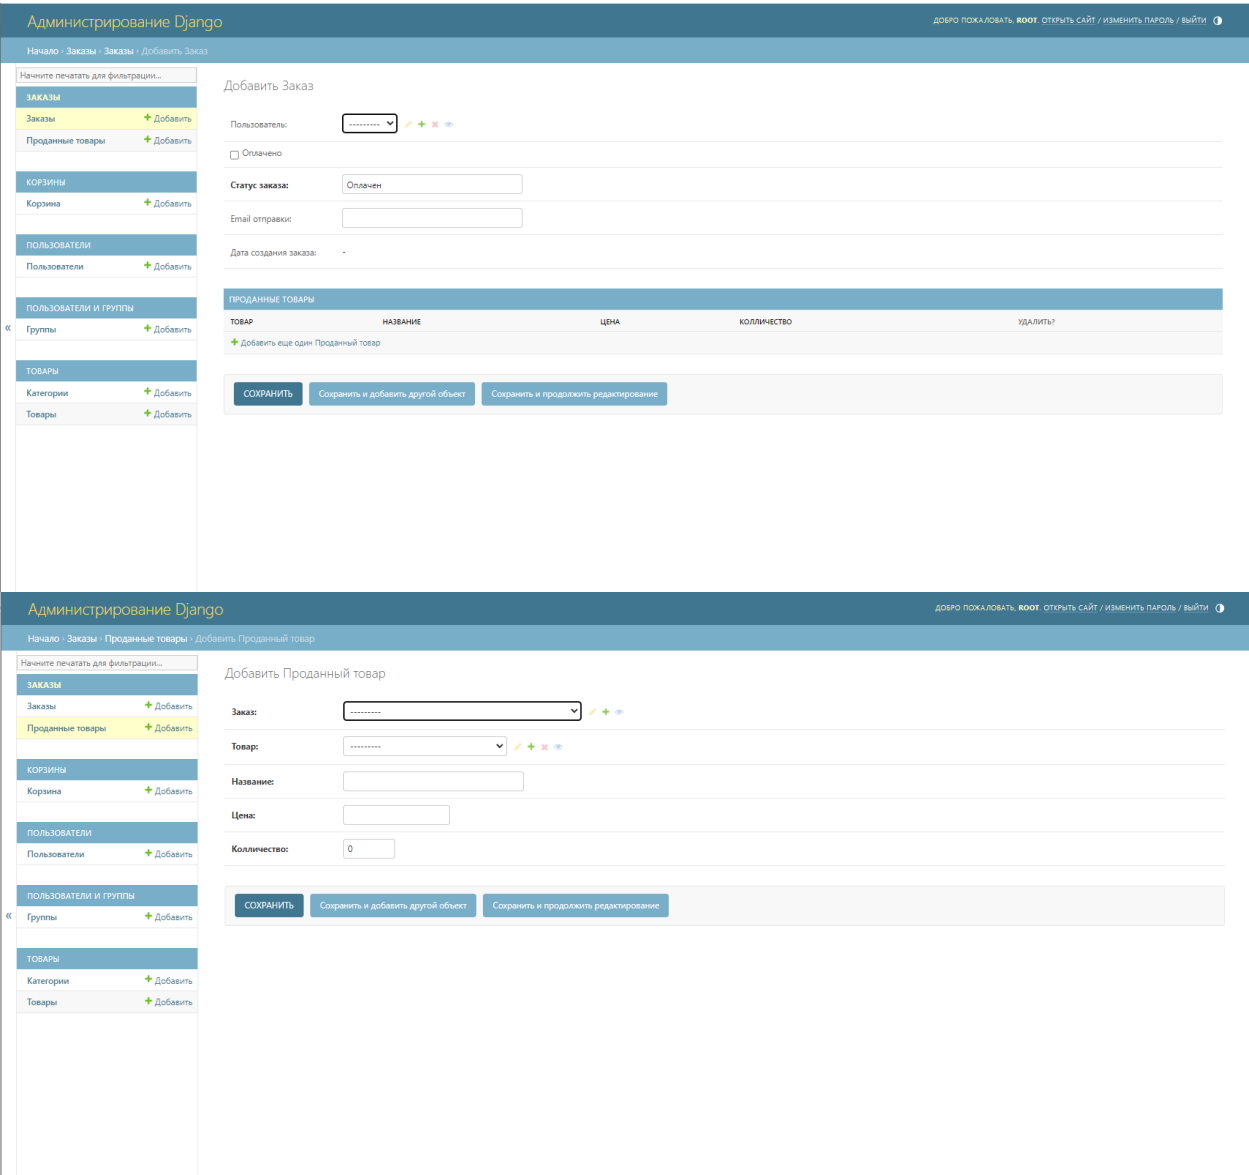 Администрирование Django
ДОБРО ПОЖАЛОВАТЬ, ROOT. ОТКРЫТЬ САЙТ / ИЗМЕНИТЬ ПАРОЛЬ / ВЫЙТИ
Начало › Заказы › Заказы › Добавить Заказ
Начните печатать для фильтрации...
ЗАКАЗЫ
Заказы + Добавить
Проданные товары + Добавить
КОРЗИНЫ
Корзина + Добавить
ПОЛЬЗОВАТЕЛИ
Пользователи + Добавить
ПОЛЬЗОВАТЕЛИ И ГРУППЫ
«
Группы + Добавить
ТОВАРЫ
Категории + Добавить
Товары + Добавить
Добавить Заказ
Пользователь: ---------
Оплачено
Статус заказа: Оплачен
Email отправки:
Дата создания заказа: -
ПРОДАННЫЕ ТОВАРЫ
ТОВАР НАЗВАНИЕ ЦЕНА КОЛЛИЧЕСТВО УДАЛИТЬ?
+ Добавить еще один Проданный товар
СОХРАНИТЬ Сохранить и добавить другой объект Сохранить и продолжить редактирование
Администрирование Django
ДОБРО ПОЖАЛОВАТЬ, ROOT. ОТКРЫТЬ САЙТ / ИЗМЕНИТЬ ПАРОЛЬ / ВЫЙТИ
Начало › Заказы › Проданные товары › Добавить Проданный товар
Начните печатать для фильтрации...
ЗАКАЗЫ
Заказы + Добавить
Проданные товары + Добавить
КОРЗИНЫ
Корзина + Добавить
ПОЛЬЗОВАТЕЛИ
Пользователи + Добавить
ПОЛЬЗОВАТЕЛИ И ГРУППЫ
«
Группы + Добавить
ТОВАРЫ
Категории + Добавить
Товары + Добавить
Добавить Проданный товар
Заказ: ---------
Товар: ---------
Название:
Цена:
Колличество: 0
СОХРАНИТЬ Сохранить и добавить другой объект Сохранить и продолжить редактирование